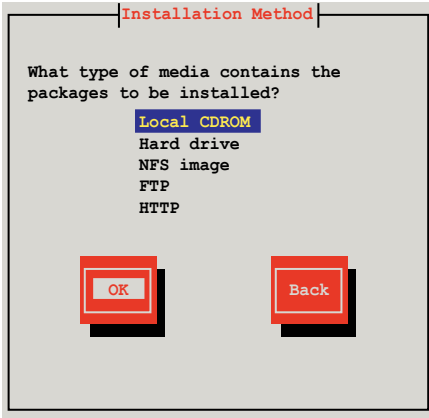 Installation Method
What type of media contains the
packages to be installed?
Local CDROM
Hard drive
NFS image
FTP
HTTP
OK
Back